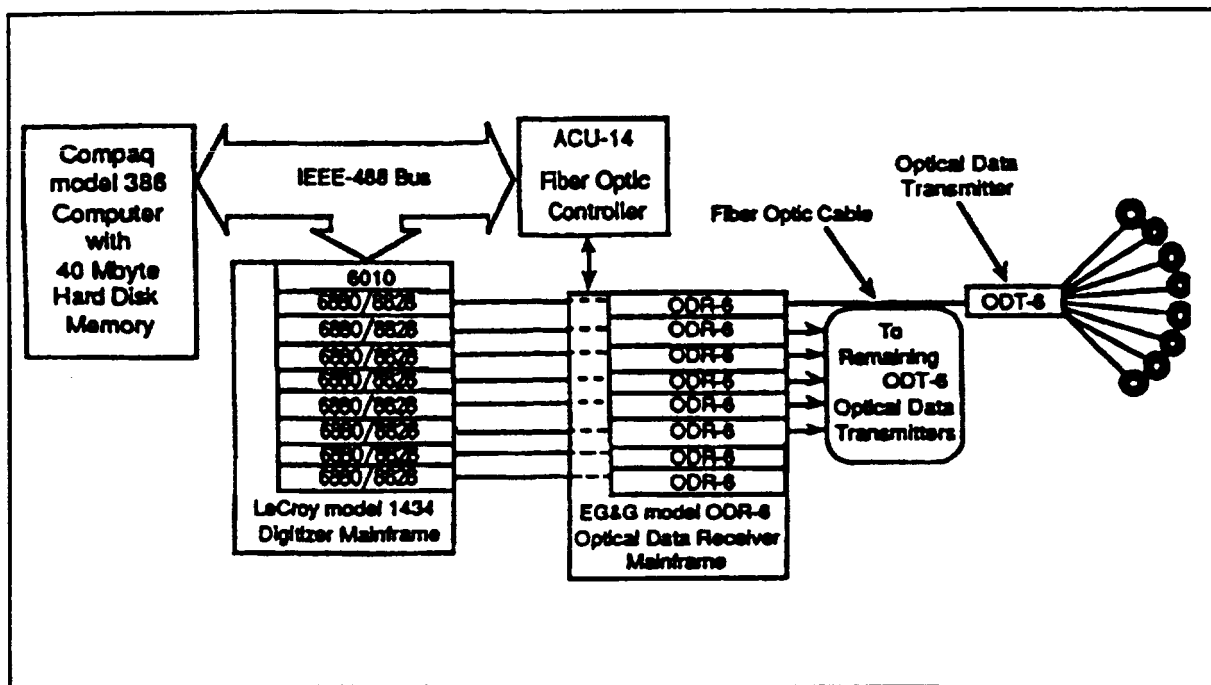 Compaq
model 386
Computer
with
40 Mbyte
Hard Disk
Memory
IEEE-488 Bus
ACU-14
Fiber Optic
Controller
Optical Data
Transmitter
Fiber Optic Cable
6010
6880/6828
6880/6828
6880/6828
6880/6828
6880/6828
6880/6828
6880/6828
6880/6828
LeCroy model 1434
Digitizer Mainframe
ODR-6
ODR-6
ODR-6
ODR-6
ODR-6
ODR-6
ODR-6
ODR-6
EG&G model ODR-6
Optical Data Receiver
Mainframe
ODT-6
To
Remaining
ODT-6
Optical Data
Transmitters